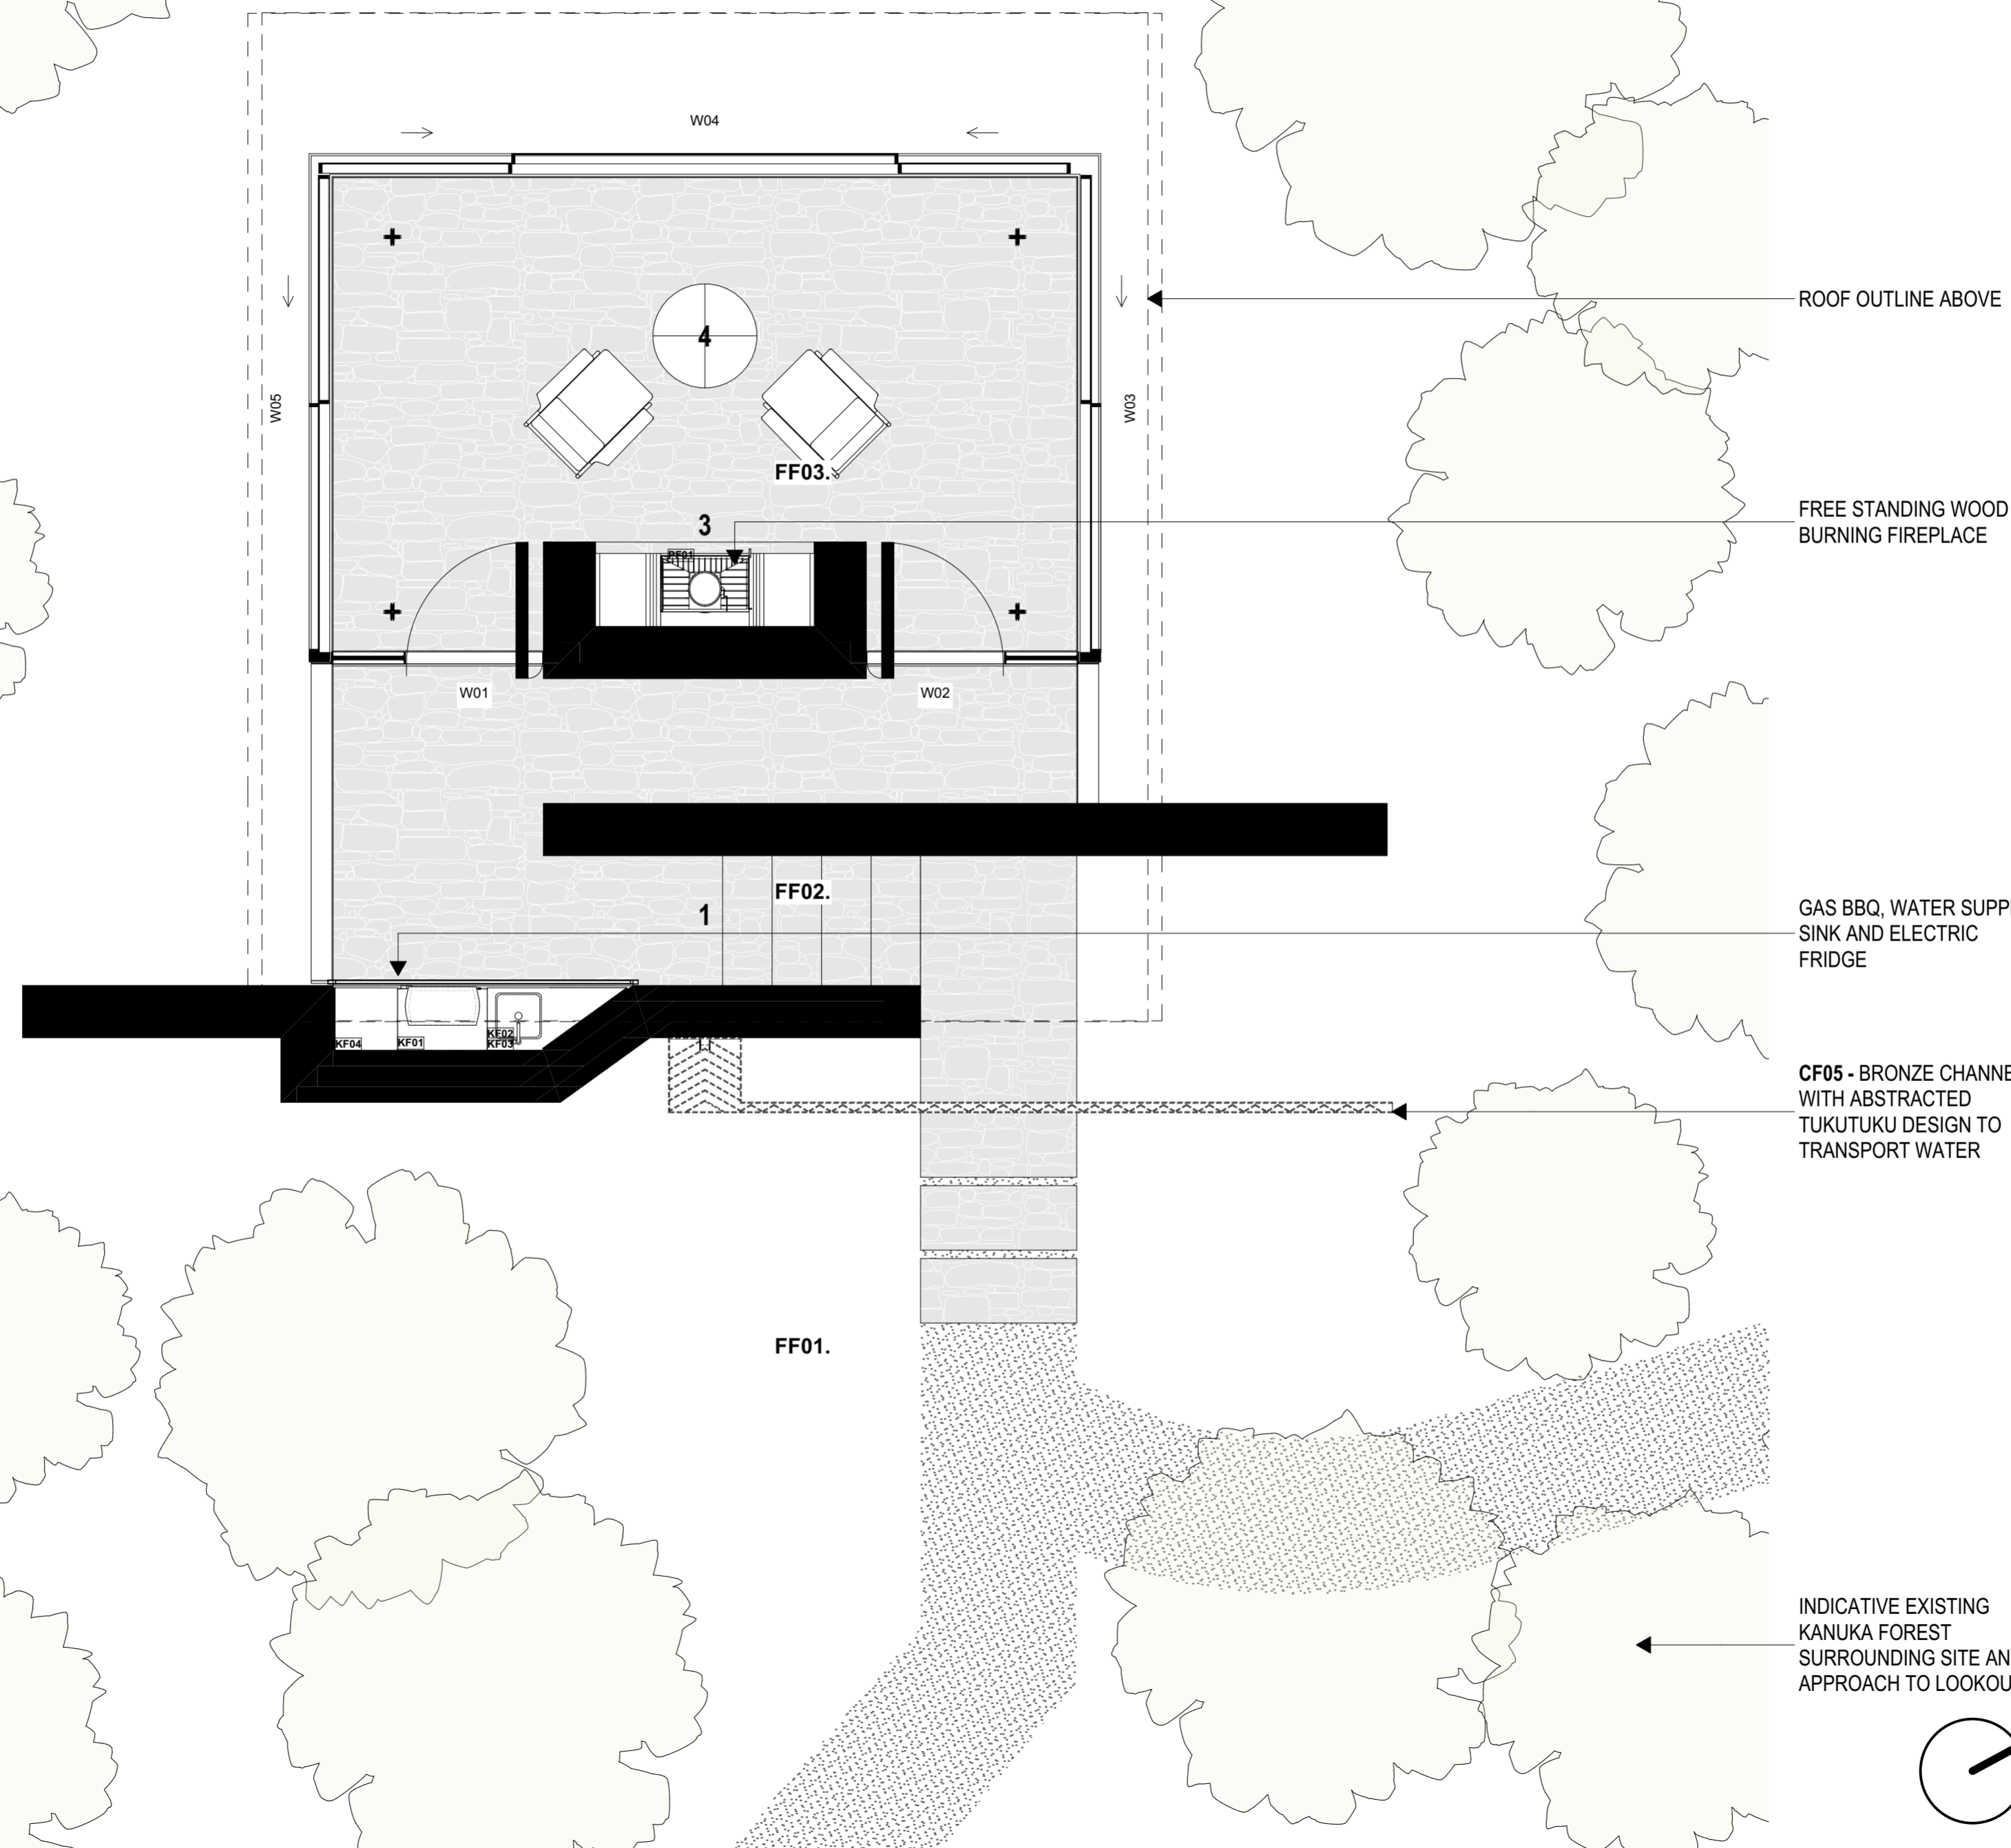 W04
W05
W03
4
ROOF OUTLINE ABOVE
FF03.
3
PF01
FREE STANDING WOOD
BURNING FIREPLACE
W01
W02
FF02.
1
GAS BBQ, WATER SUPP
SINK AND ELECTRIC
FRIDGE
KF04
KF01
KF02
KF03
CF05 - BRONZE CHANNE
WITH ABSTRACTED
TUKUTUKU DESIGN TO
TRANSPORT WATER
FF01.
INDICATIVE EXISTING
KANUKA FOREST
SURROUNDING SITE AN
APPROACH TO LOOKOU